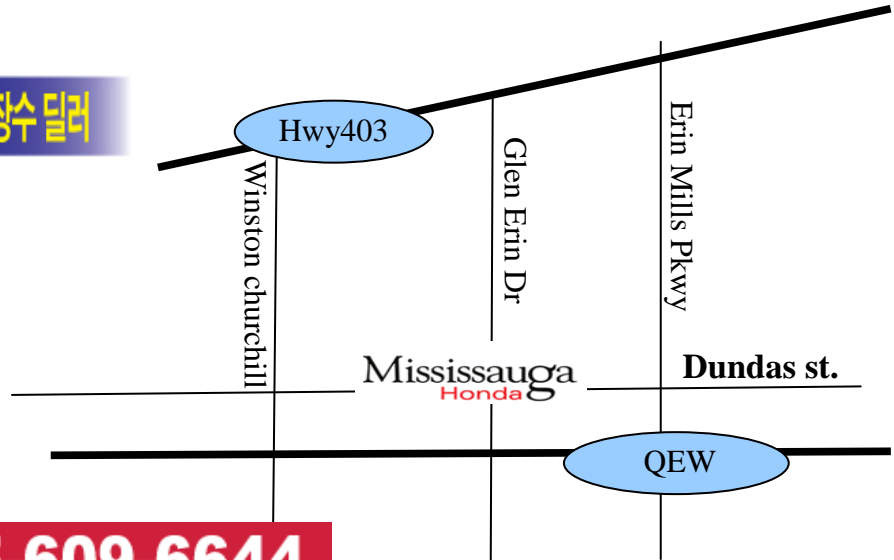 장수 딜러
Hwy403
Winston churchill
Glen Erin Dr
Erin Mills Pkwy
Mississauga
Honda
Dundas st.
QEW
609 6644